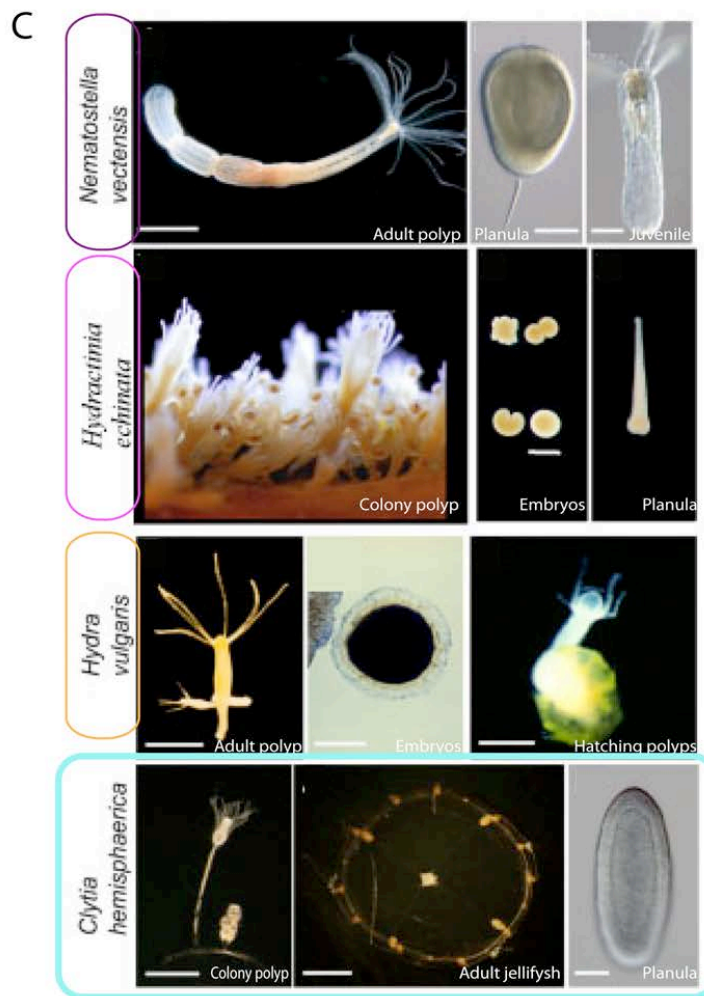 C
Nematostella
vectensis
Adult polyp
Planula
Juvenile
Hydractinia
echinata
Colony polyp
Embryos
Planula
Hydra
vulgaris
Adult polyp
Embryos
Hatching polyps
Clytia
hemisphaerica
Colony polyp
Adult jellifysh
Planula